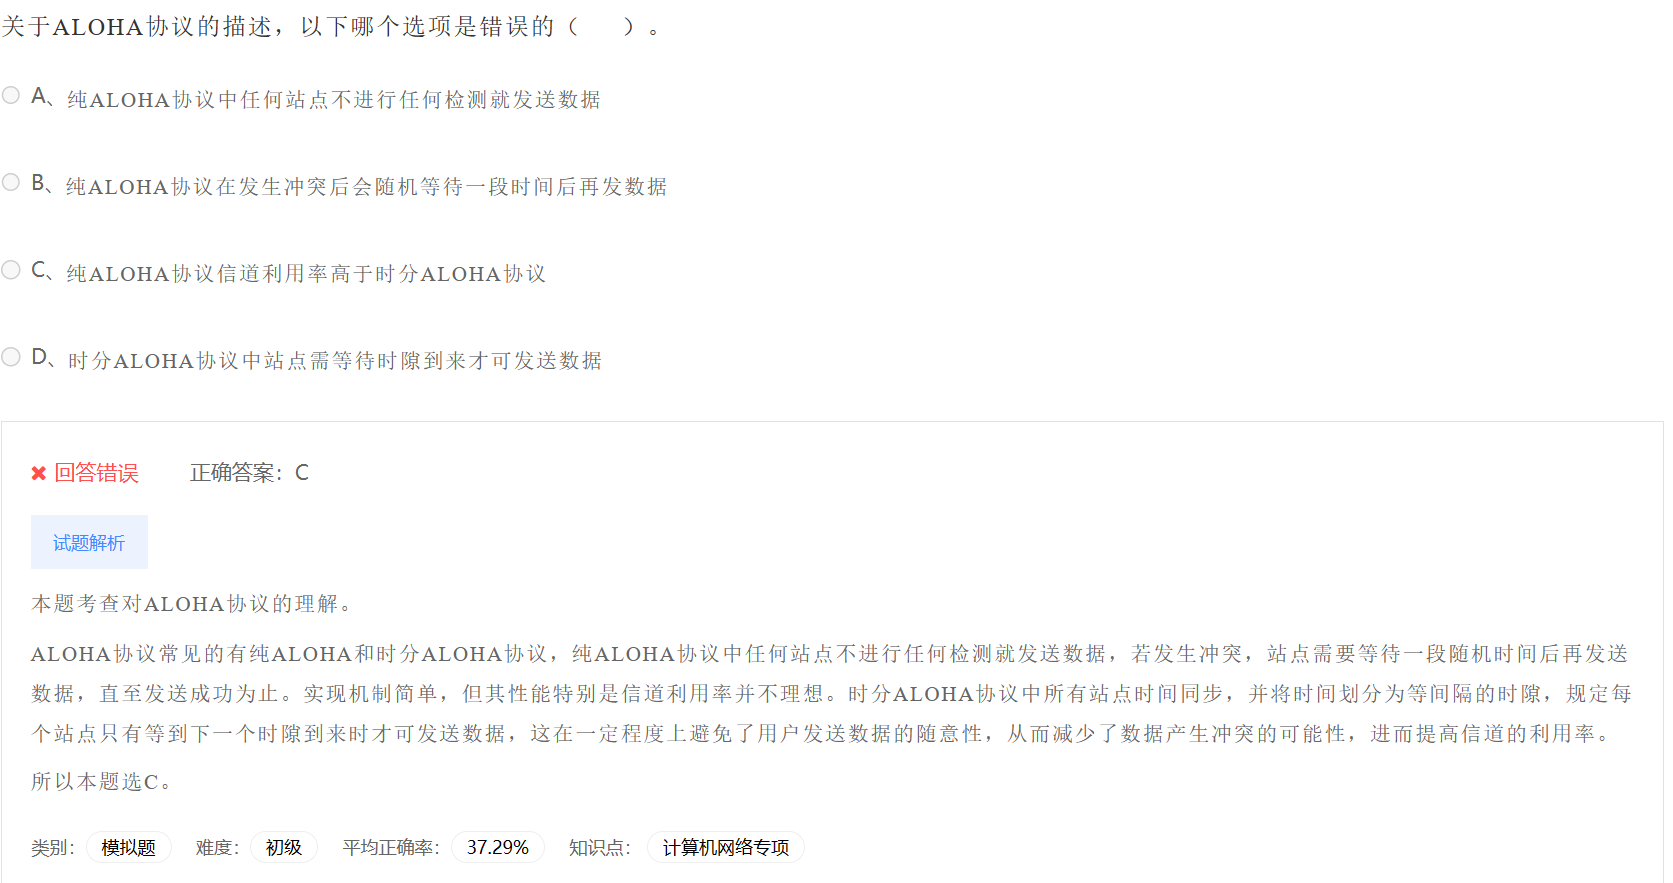 关于ALOHA协议的描述，以下哪个选项是错误的（　　）。
A、纯ALOHA协议中任何站点不进行任何检测就发送数据
B、纯ALOHA协议在发生冲突后会随机等待一段时间后再发数据
C、纯ALOHA协议信道利用率高于时分ALOHA协议
D、时分ALOHA协议中站点需等待时隙到来才可发送数据
✖ 回答错误 正确答案：C
试题解析
本题考查对ALOHA协议的理解。
ALOHA协议常见的有纯ALOHA和时分ALOHA协议，纯ALOHA协议中任何站点不进行任何检测就发送数据，若发生冲突，站点需要等待一段随机时间后再发送
数据，直至发送成功为止。实现机制简单，但其性能特别是信道利用率并不理想。时分ALOHA协议中所有站点时间同步，并将时间划分为等间隔的时隙，规定每
个站点只有等到下一个时隙到来时才可发送数据，这在一定程度上避免了用户发送数据的随意性，从而减少了数据产生冲突的可能性，进而提高信道的利用率。
所以本题选C。
类别： 模拟题 难度： 初级 平均正确率： 37.29% 知识点： 计算机网络专项